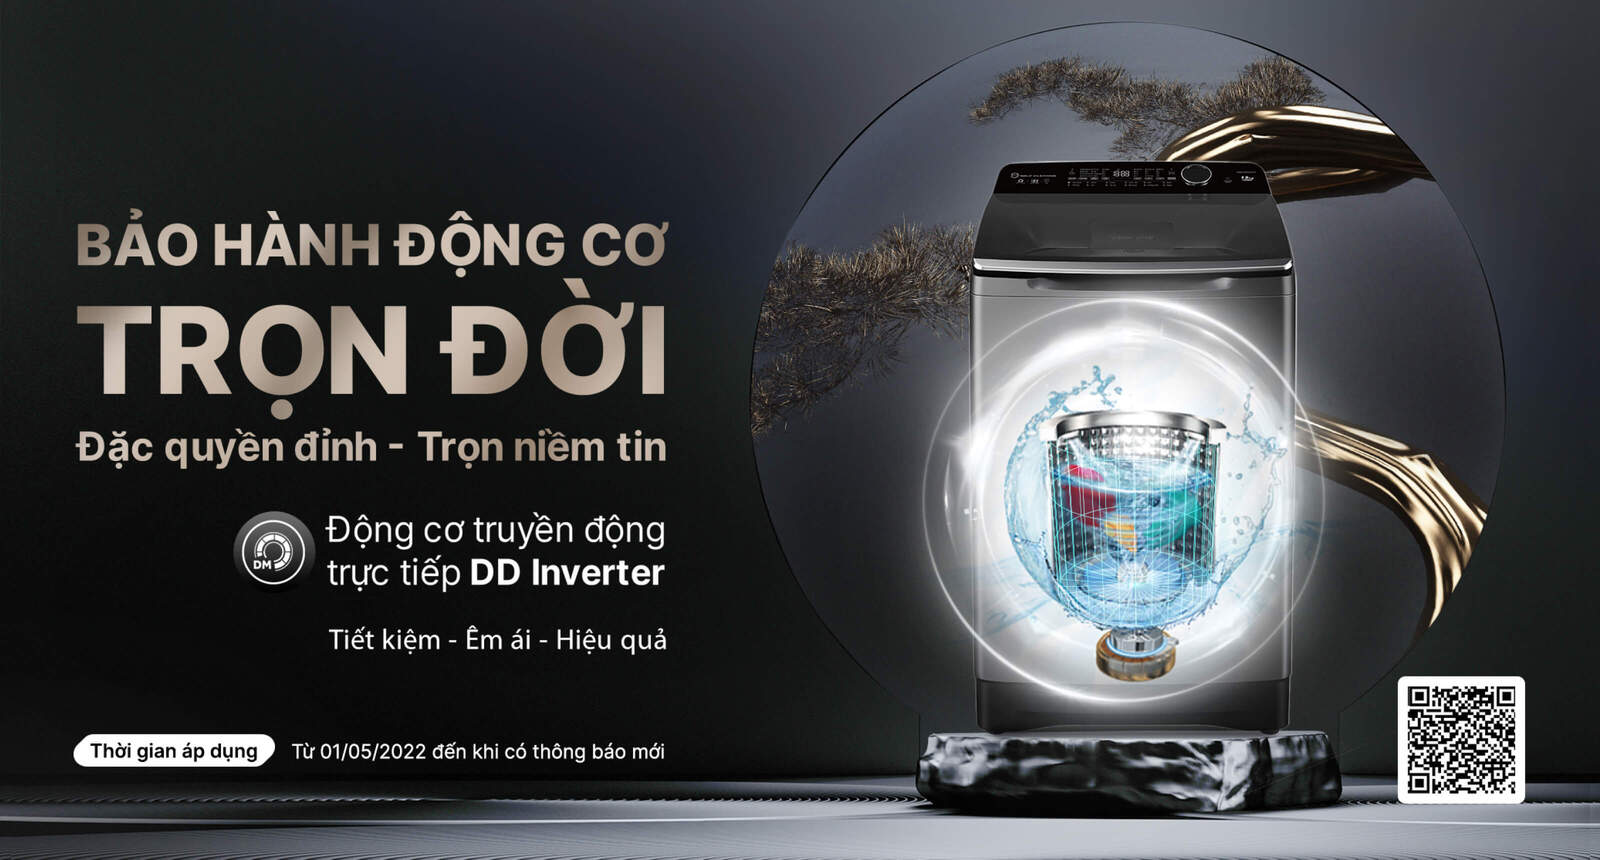 BẢO HÀNH ĐỘNG CƠ
TRỌN ĐỜI
Đặc quyền đỉnh - Trọn niềm tin
DM
Động cơ truyền động
trực tiếp DD Inverter
Tiết kiệm - Êm ái - Hiệu quả
Thời gian áp dụng
Từ 01/05/2022 đến khi có thông báo mới